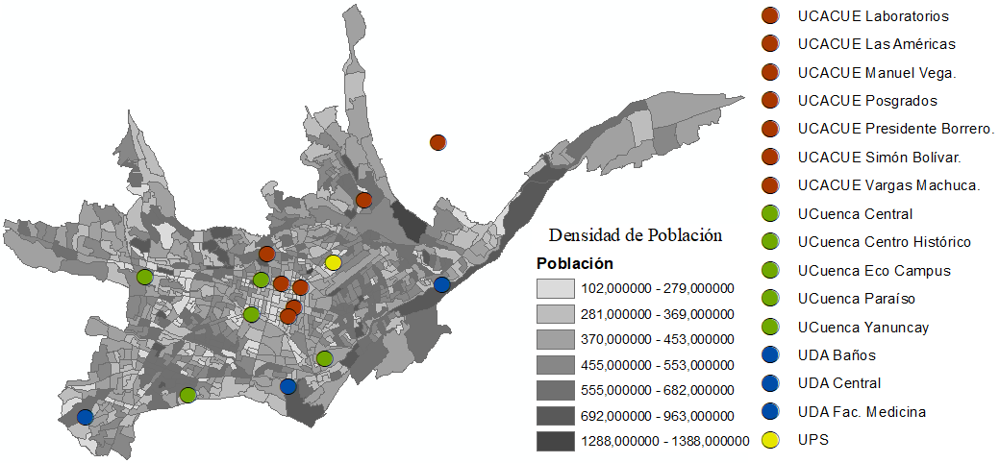 UCACUE Laboratorios
UCACUE Las Américas
UCACUE Manuel Vega.
UCACUE Posgrados
UCACUE Presidente Borrero.
UCACUE Simón Bolívar.
UCACUE Vargas Machuca.
UCuenca Central
UCuenca Centro Histórico
UCuenca Eco Campus
UCuenca Paraíso
UCuenca Yanuncay
UDA Baños
UDA Central
UDA Fac. Medicina
UPS
Densidad de Población
Población
102,000000 - 279,000000
281,000000 - 369,000000
370,000000 - 453,000000
455,000000 - 553,000000
555,000000 - 682,000000
692,000000 - 963,000000
1288,000000 - 1388,000000